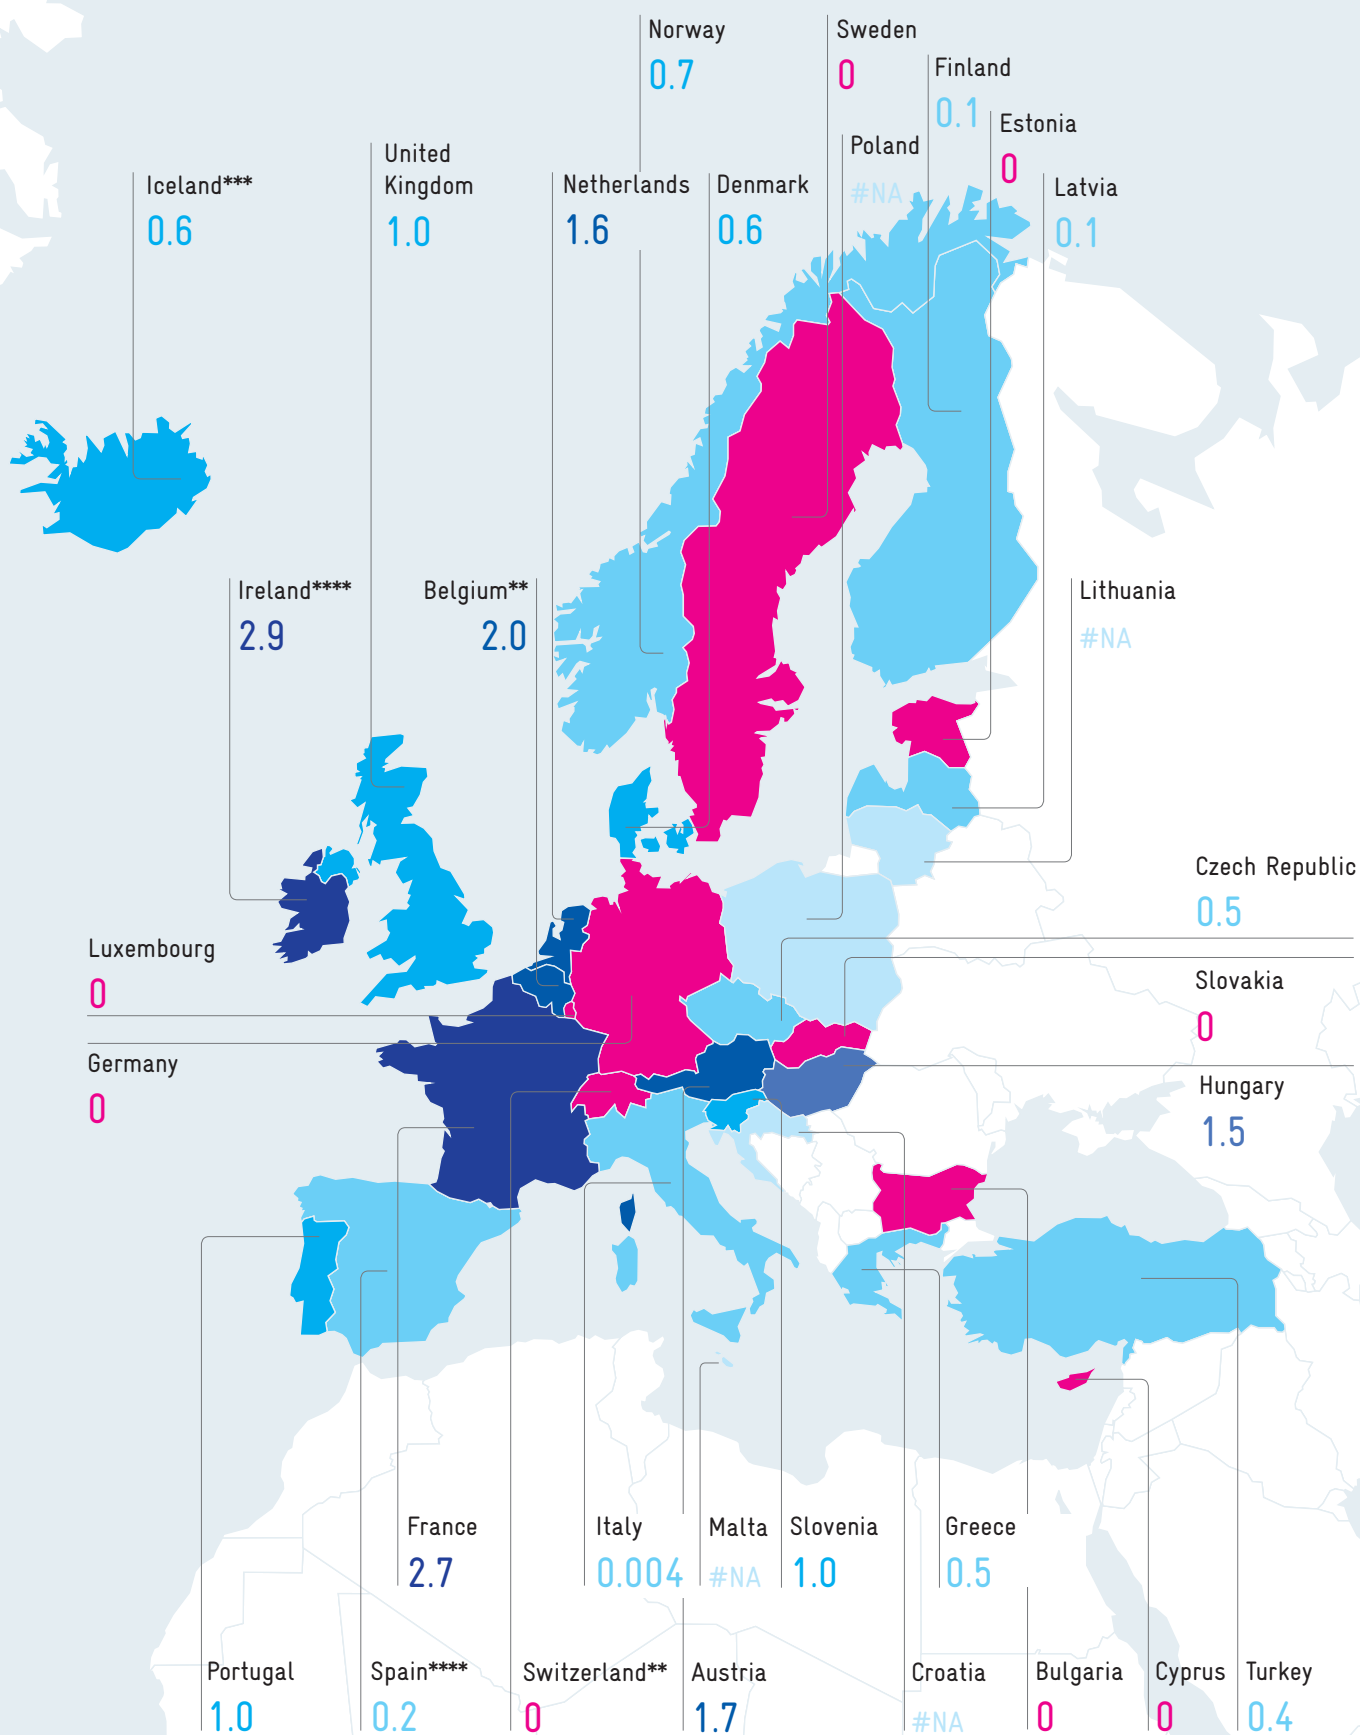 Norway
0.7
Sweden
0
Finland
0.1
Estonia
0
Poland
#NA
Latvia
0.1
Iceland***
0.6
United
Kingdom
1.0
Netherlands
1.6
Denmark
0.6
Ireland****
2.9
Belgium**
2.0
Lithuania
#NA
Czech Republic
0.5
Luxembourg
0
Slovakia
0
Germany
0
Hungary
1.5
France
2.7
Italy
0.004
Malta
#NA
Slovenia
1.0
Greece
0.5
Portugal
1.0
Spain****
0.2
Switzerland**
0
Austria
1.7
Croatia
#NA
Bulgaria
0
Cyprus
0
Turkey
0.4